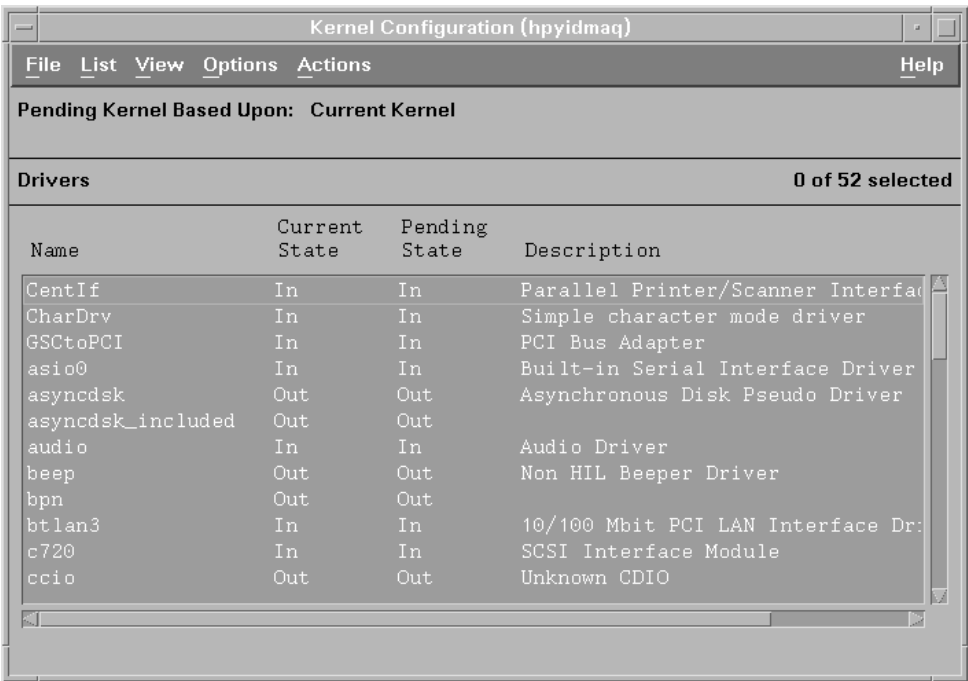 Kernel Configuration (hpyidmaq)
File List View Options Actions Help
Pending Kernel Based Upon: Current Kernel
Drivers 0 of 52 selected
Current Pending
Name State State Description
CentIf In In Parallel Printer/Scanner Interfac
CharDrv In In Simple character mode driver
GSCtoPCI In In PCI Bus Adapter
asio0 In In Built-in Serial Interface Driver
asyncdsk Out Out Asynchronous Disk Pseudo Driver
asyncdsk_included Out Out
audio In In Audio Driver
beep Out Out Non HIL Beeper Driver
bpn Out Out
btlan3 In In 10/100 Mbit PCI LAN Interface Dri
c720 In In SCSI Interface Module
ccio Out Out Unknown CDIO